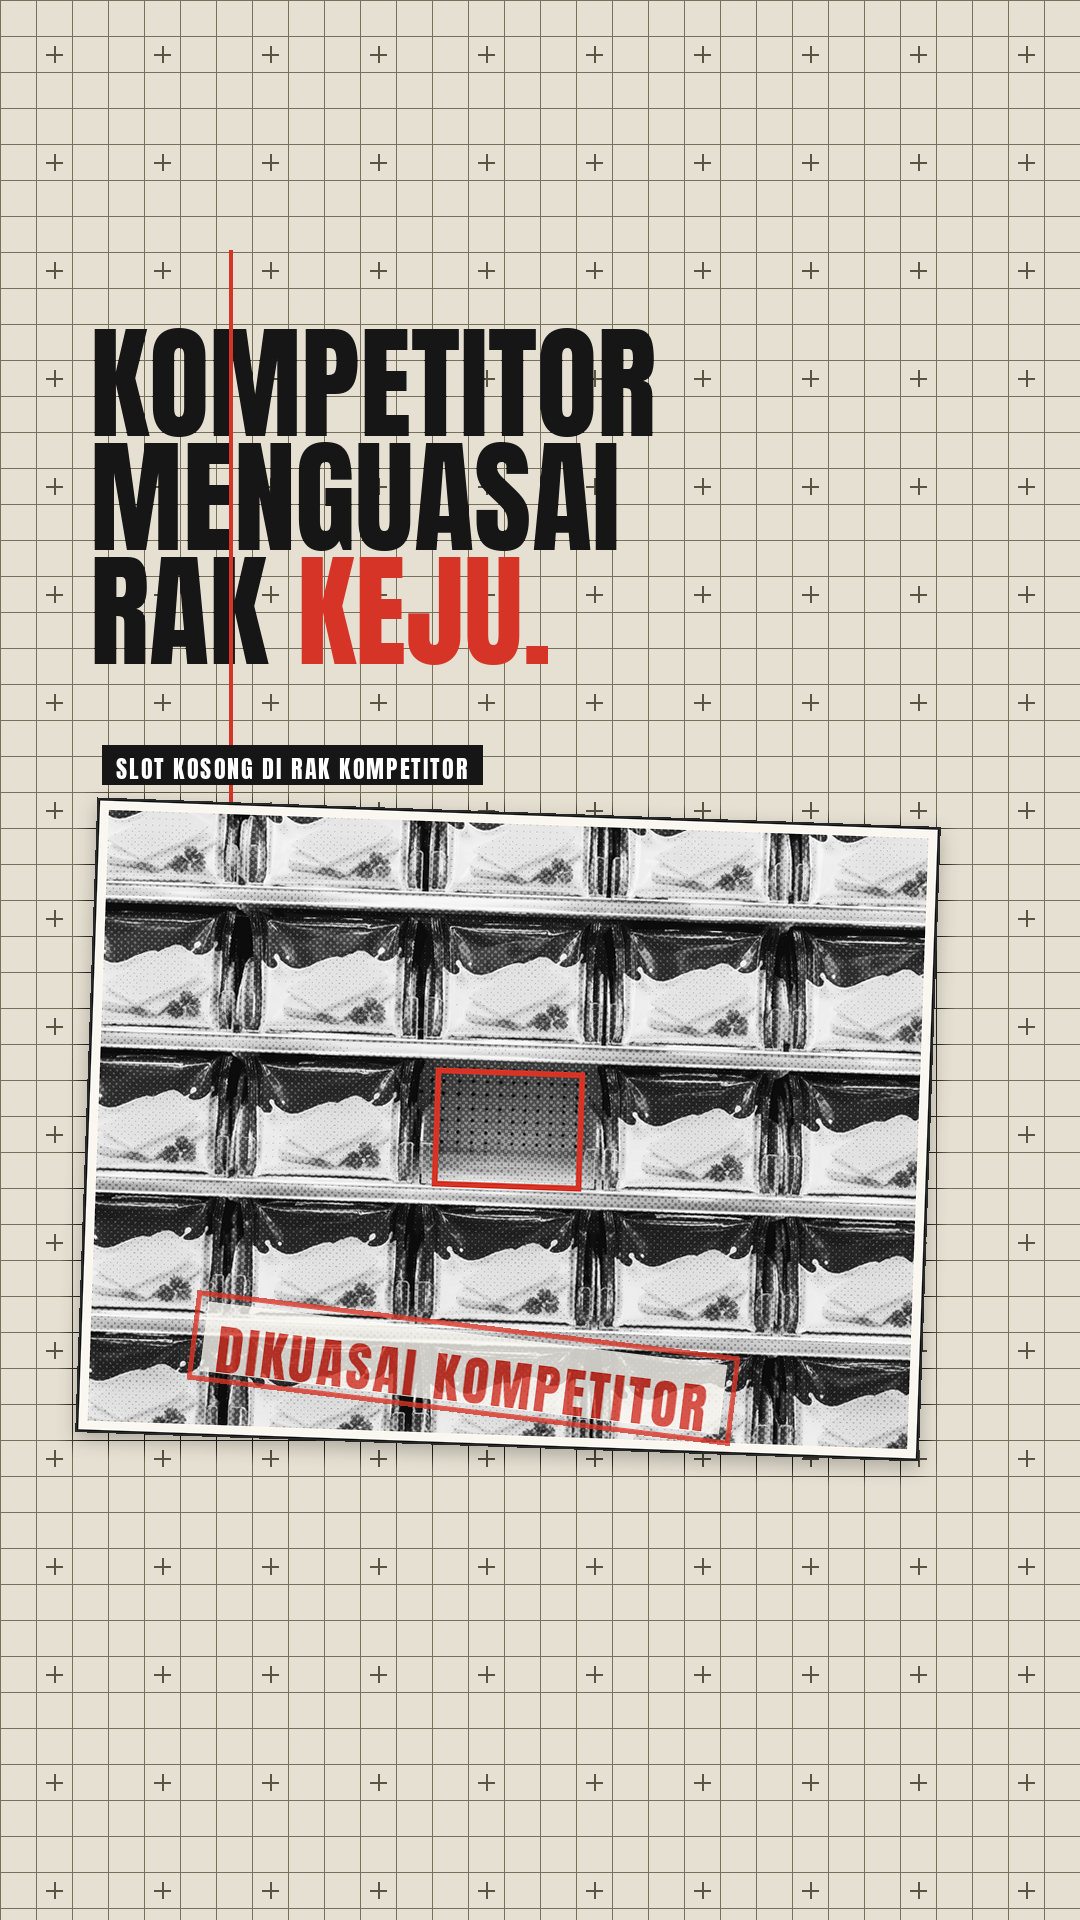 KOMPETITOR
MENGUASAI
RAK KEJU.
SLOT KOSONG DI RAK KOMPETITOR
DIKUASAI KOMPETITOR